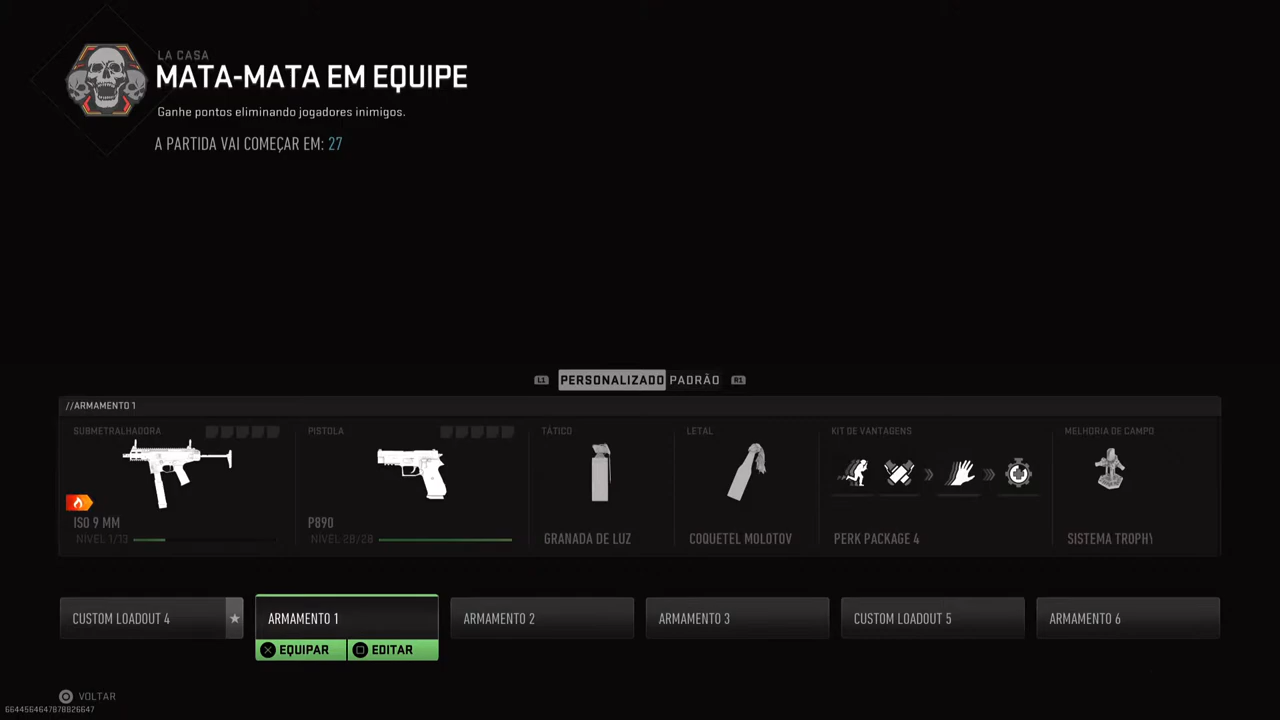 LA CASA
MATA-MATA EM EQUIPE
Ganhe pontos eliminando jogadores inimigos.
A PARTIDA VAI COMEÇAR EM: 27
L1 PERSONALIZADO PADRÃO R1
//ARMAMENTO 1
SUBMETRALHADORA
PISTOLA
TÁTICO
LETAL
KIT DE VANTAGENS
MELHORIA DE CAMPO
ISO 9 MM
NÍVEL 1/13
P890
NÍVEL 28/28
GRANADA DE LUZ
COQUETEL MOLOTOV
PERK PACKAGE 4
SISTEMA TROPHY
CUSTOM LOADOUT 4
ARMAMENTO 1
ARMAMENTO 2
ARMAMENTO 3
CUSTOM LOADOUT 5
ARMAMENTO 6
EQUIPAR
EDITAR
VOLTAR